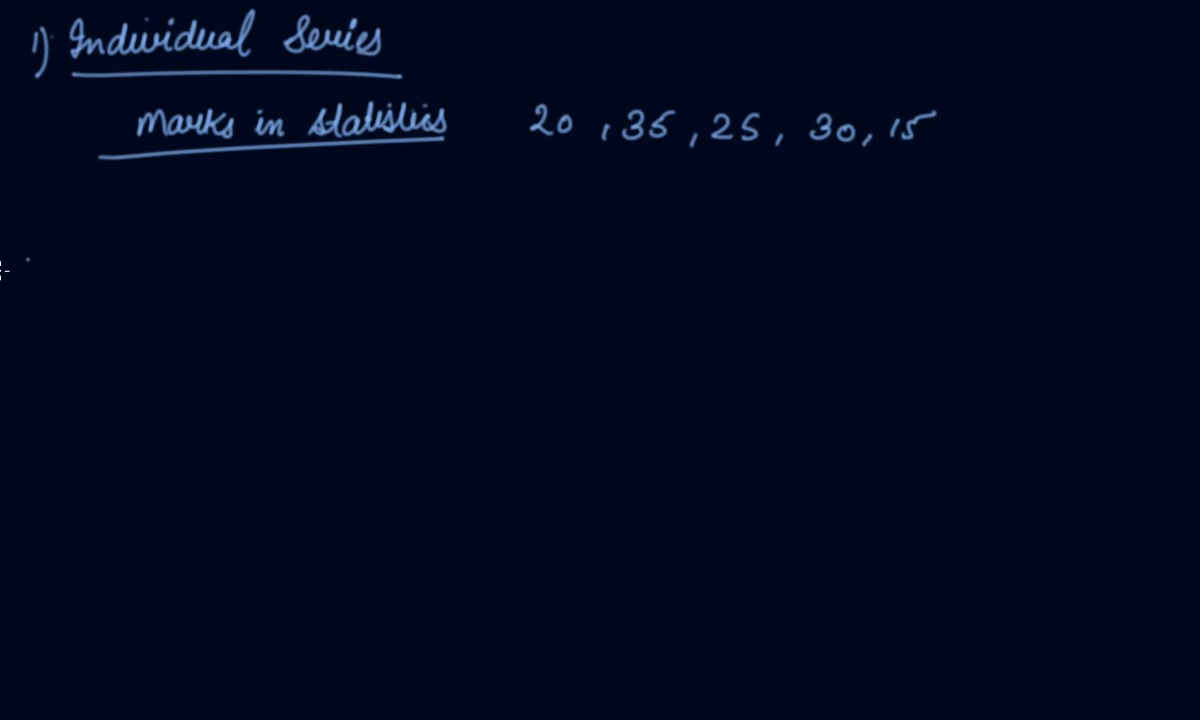 1) Individual Series
Marks in statistics 20, 35, 25, 30, 15